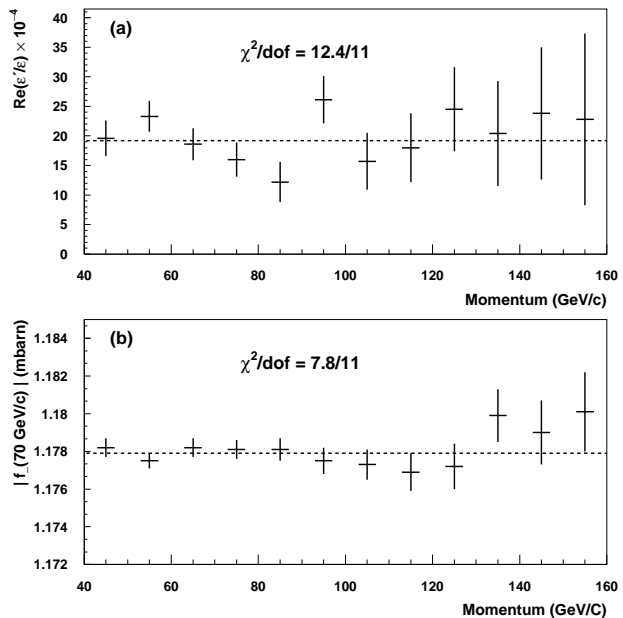 (a)
χ²/dof = 12.4/11
Re(ε´/ε) × 10⁻⁴
50
45
40
35
30
25
20
15
10
5
0
40 60 80 100 120 140 160
Momentum (GeV/c)
(b)
χ²/dof = 7.8/11
| f_(70 GeV/c) | (mbarn)
1.184
1.182
1.18
1.178
1.176
1.174
1.172
40 60 80 100 120 140 160
Momentum (GeV/C)